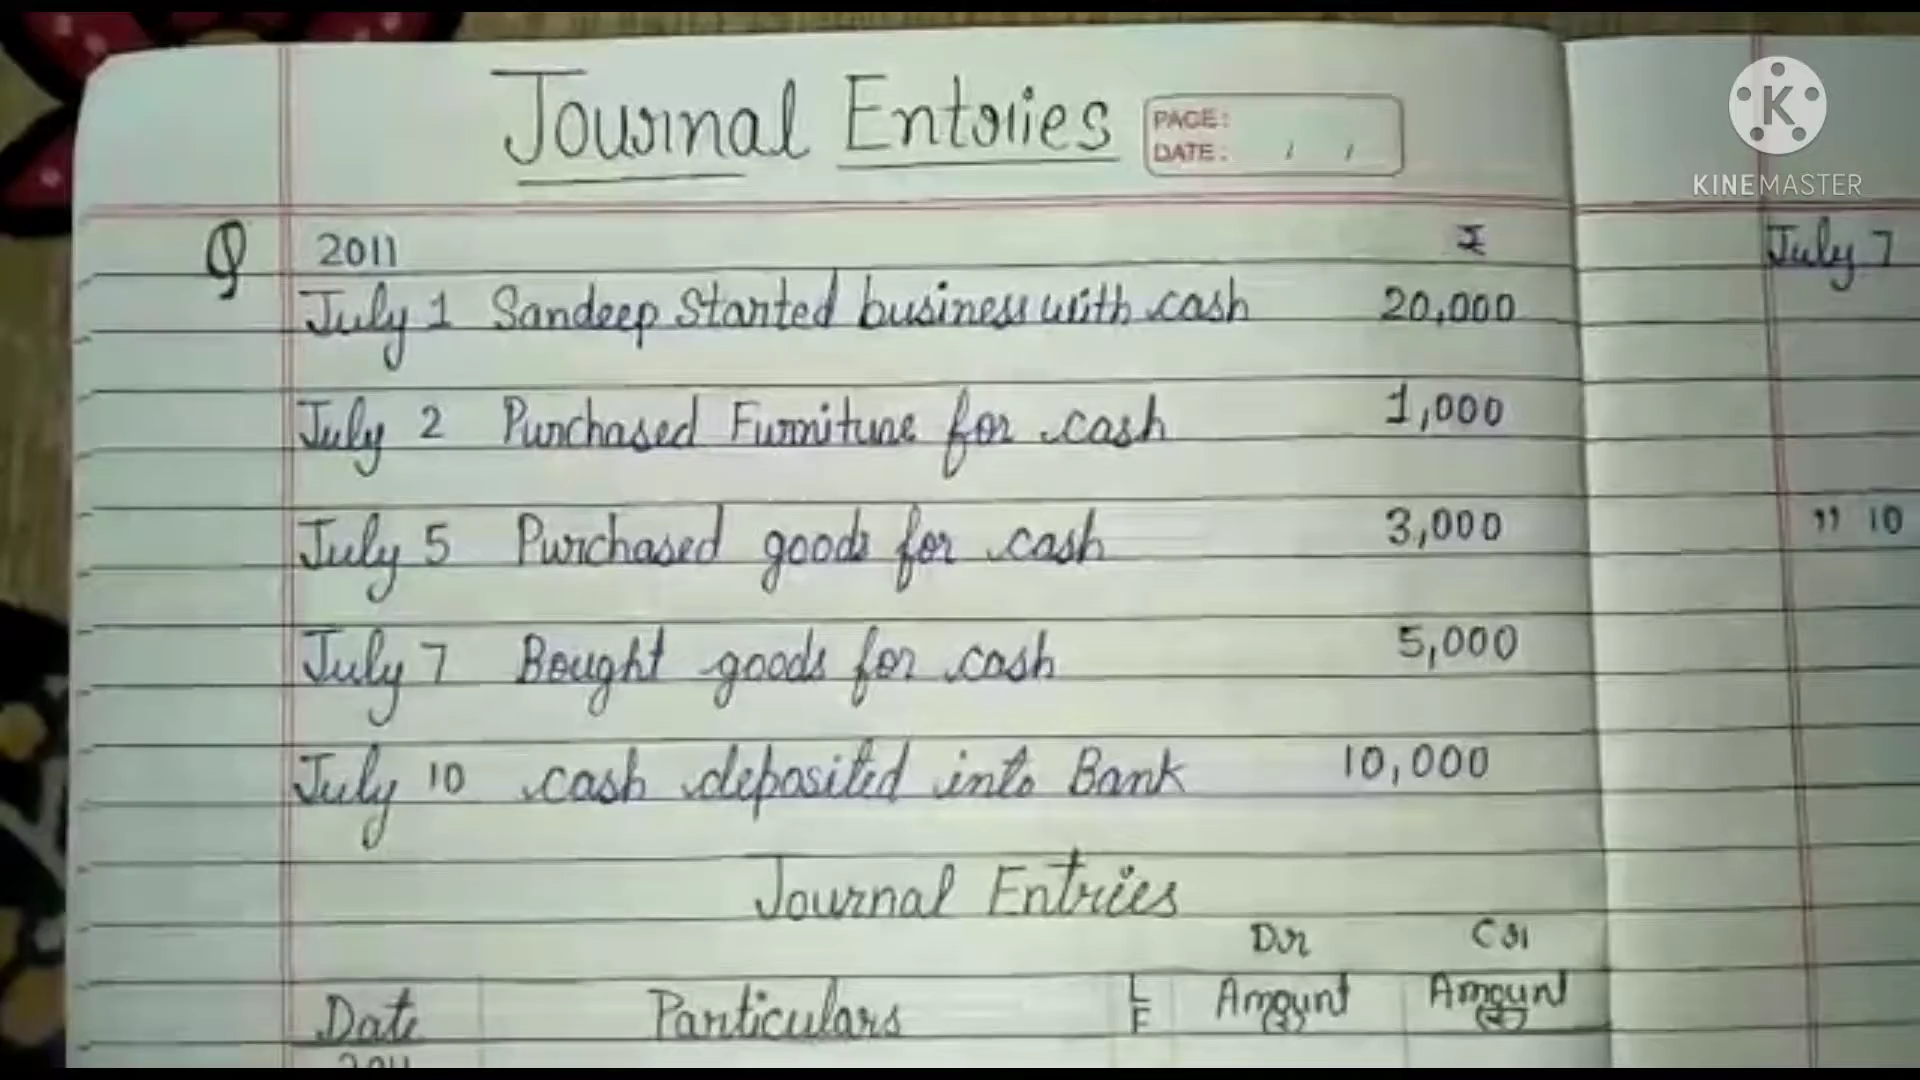 Journal Entries
PAGE:
DATE: / /
KINEMASTER
Q 2011 ₹
July 1 Sandeep Started business with cash 20,000
July 2 Purchased Furniture for cash 1,000
July 5 Purchased goods for cash 3,000
July 7 Bought goods for cash 5,000
July 10 cash deposited into Bank 10,000
Journal Entries
Dr Cr
Date Particulars L F Amount (₹) Amount (₹)
2011
July 7
" 10